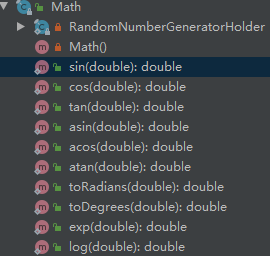 Math
RandomNumberGeneratorHolder
Math()
sin(double): double
cos(double): double
tan(double): double
asin(double): double
acos(double): double
atan(double): double
toRadians(double): double
toDegrees(double): double
exp(double): double
log(double): double